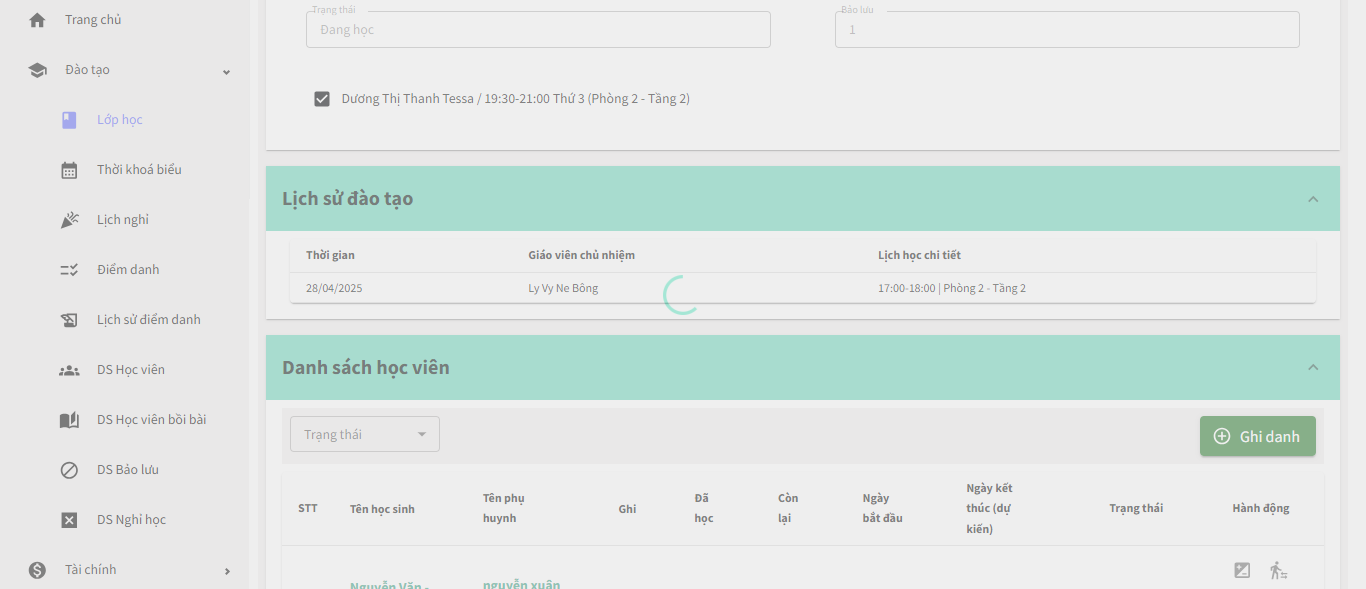 Trang chủ
Đào tạo
Lớp học
Thời khoá biểu
Lịch nghỉ
Điểm danh
Lịch sử điểm danh
DS Học viên
DS Học viên bồi bài
DS Bảo lưu
DS Nghỉ học
Tài chính
Trạng thái
Đang học
Bảo lưu
1
Dương Thị Thanh Tessa / 19:30-21:00 Thứ 3 (Phòng 2 - Tầng 2)
Lịch sử đào tạo
Thời gian Giáo viên chủ nhiệm Lịch học chi tiết
28/04/2025 Ly Vy Ne Bông 17:00-18:00 | Phòng 2 - Tầng 2
Danh sách học viên
Trạng thái
Ghi danh
STT
Tên học sinh
Tên phụ
huynh
Ghi
Đã
học
Còn
lại
Ngày
bắt đầu
Ngày kết
thúc (dự
kiến)
Trạng thái
Hành động
Nguyễn Văn -
nguyễn xuân